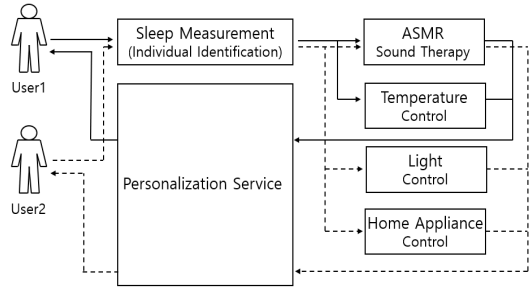 User1
User2
Sleep Measurement
(Individual Identification)
Personalization Service
ASMR
Sound Therapy
Temperature
Control
Light
Control
Home Appliance
Control